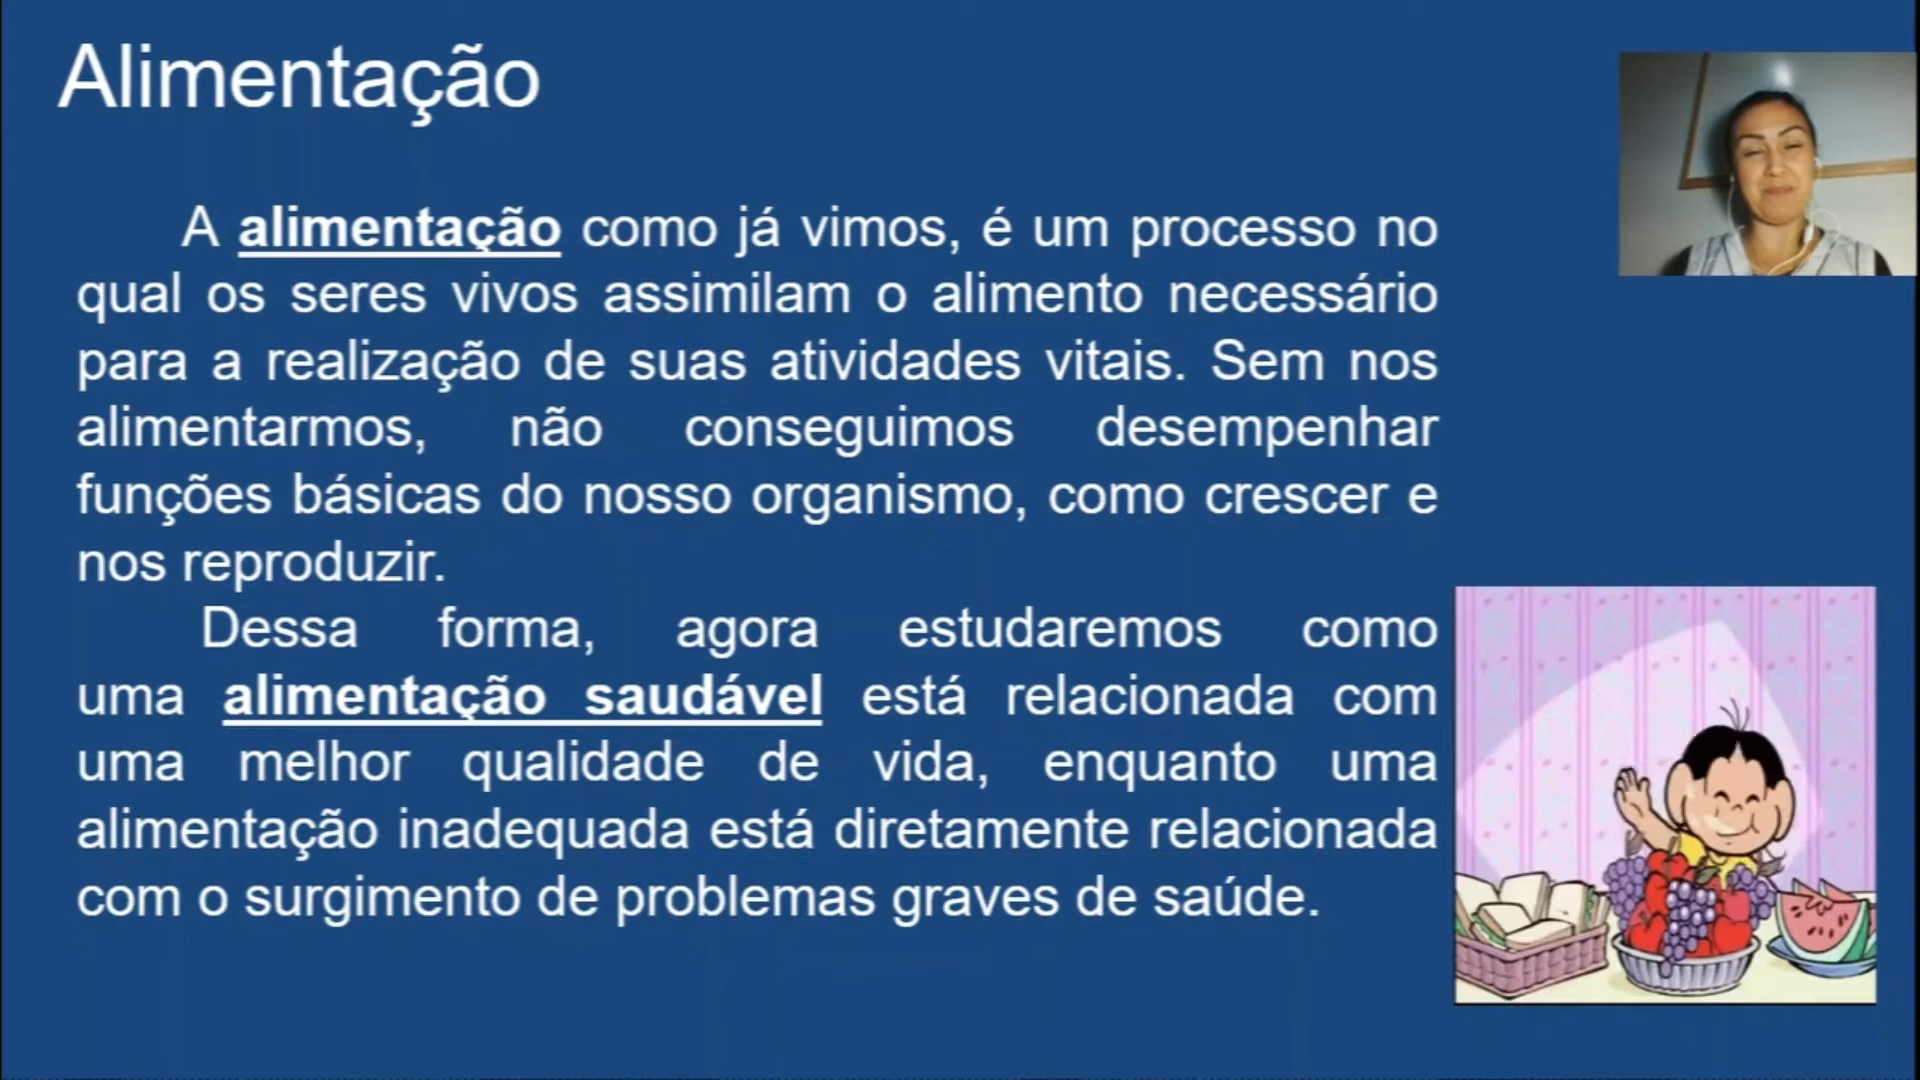 Alimentação
A alimentação como já vimos, é um processo no
qual os seres vivos assimilam o alimento necessário
para a realização de suas atividades vitais. Sem nos
alimentarmos, não conseguimos desempenhar
funções básicas do nosso organismo, como crescer e
nos reproduzir.
Dessa forma, agora estudaremos como
uma alimentação saudável está relacionada com
uma melhor qualidade de vida, enquanto uma
alimentação inadequada está diretamente relacionada
com o surgimento de problemas graves de saúde.